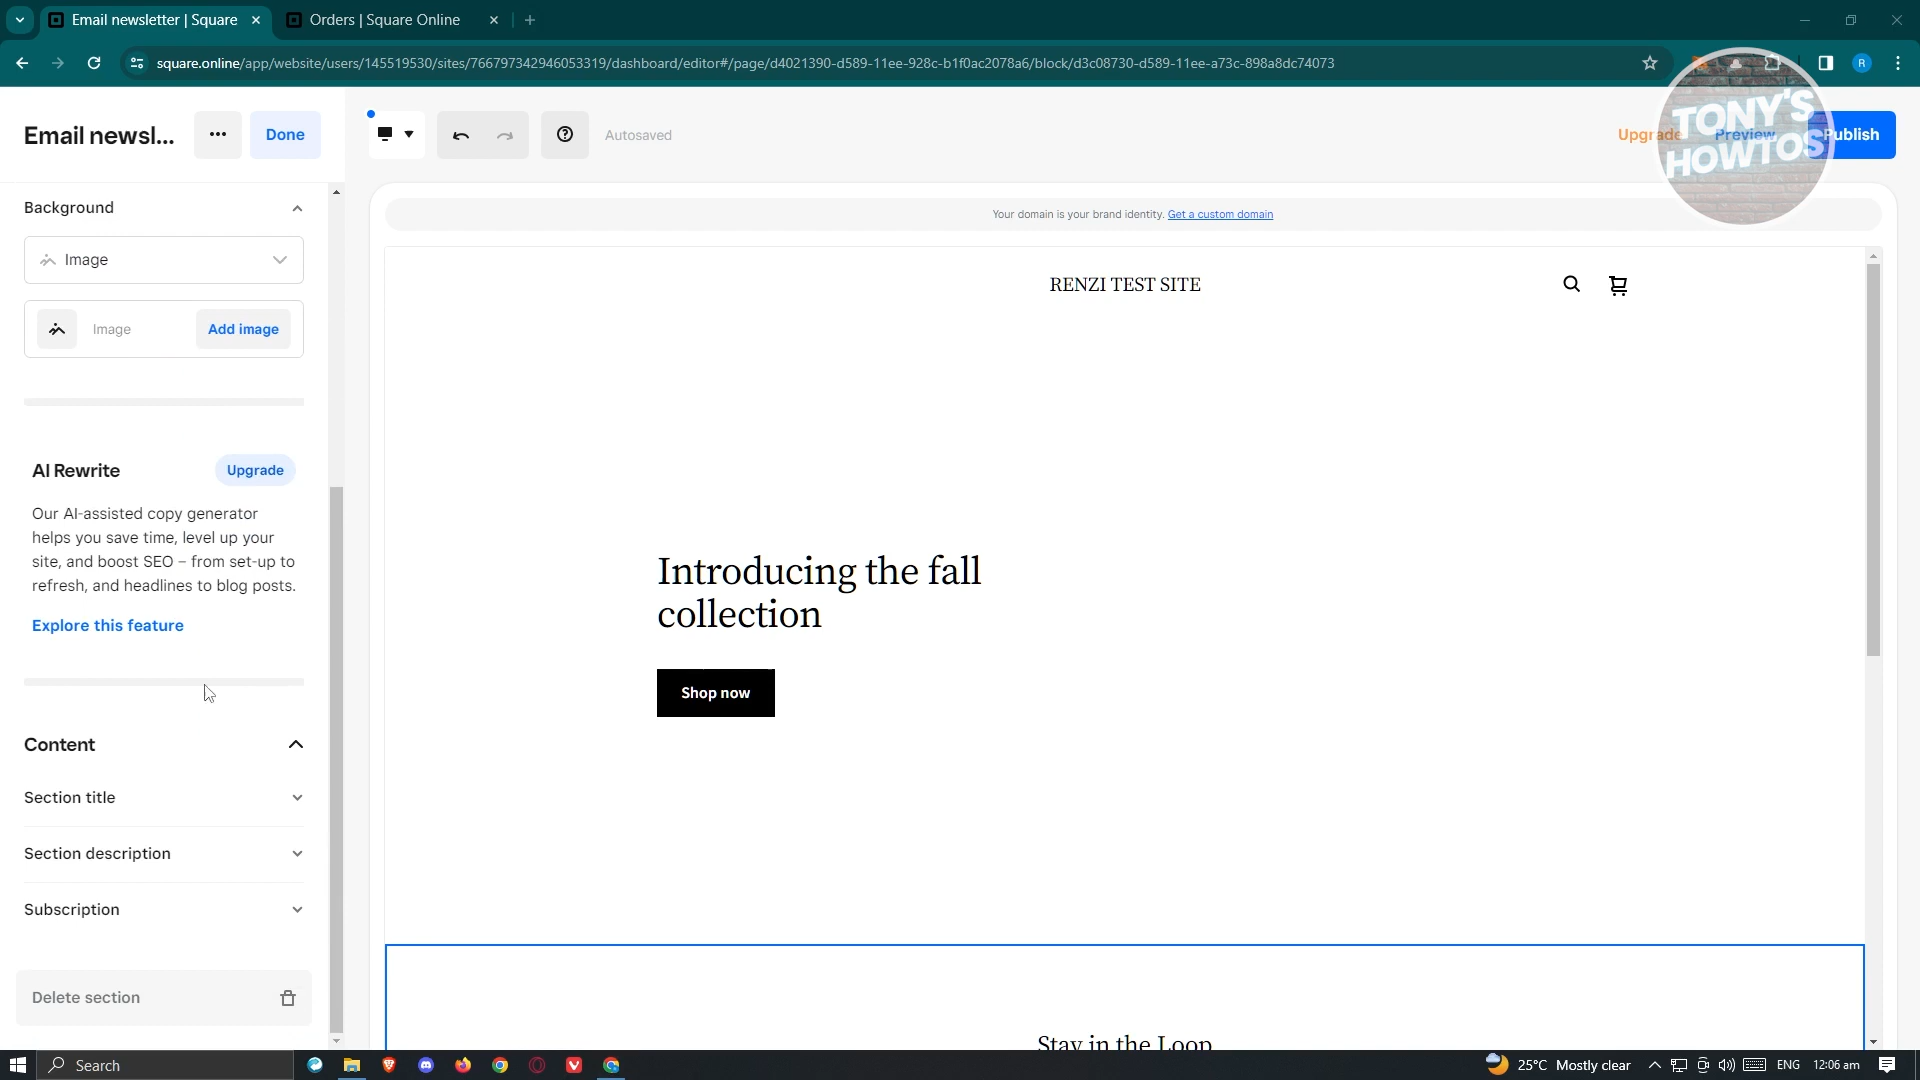 Email newsletter | Square
Orders | Square Online
square.online/app/website/users/145519530/sites/766797342946053319/dashboard/editor#/page/d4021390-d589-11ee-928c-b1f0ac2078a6/block/d3c08730-d589-11ee-a73c-898a8dc74073
R
Email newsl...
Done
Autosaved
Upgrade
Preview
Publish
TONY'S
HOWTOS
Background
Image
Image
Add image
AI Rewrite
Upgrade
Our AI-assisted copy generator
helps you save time, level up your
site, and boost SEO – from set-up to
refresh, and headlines to blog posts.
Explore this feature
Content
Section title
Section description
Subscription
Delete section
Your domain is your brand identity. Get a custom domain
RENZI TEST SITE
Introducing the fall
collection
Shop now
Stay in the Loop
Search
25°C Mostly clear
ENG
12:06 am